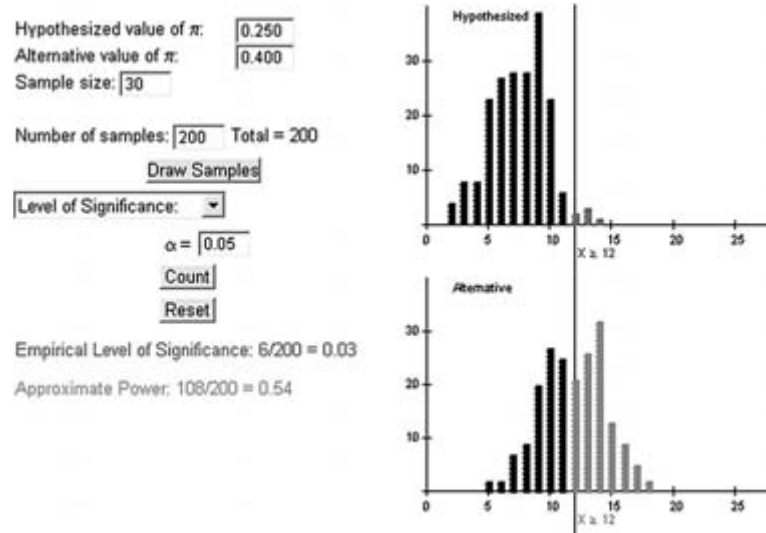 Hypothesized value of π: 0.250
Alternative value of π: 0.400
Sample size: 30
Number of samples: 200 Total = 200
Draw Samples
Level of Significance:
α = 0.05
Count
Reset
Empirical Level of Significance: 6/200 = 0.03
Approximate Power: 108/200 = 0.54
Hypothesized
30
20
10
0 5 10 15 20 25
X ≥ 12
Alternative
30
20
10
0 5 10 15 20 25
X ≥ 12